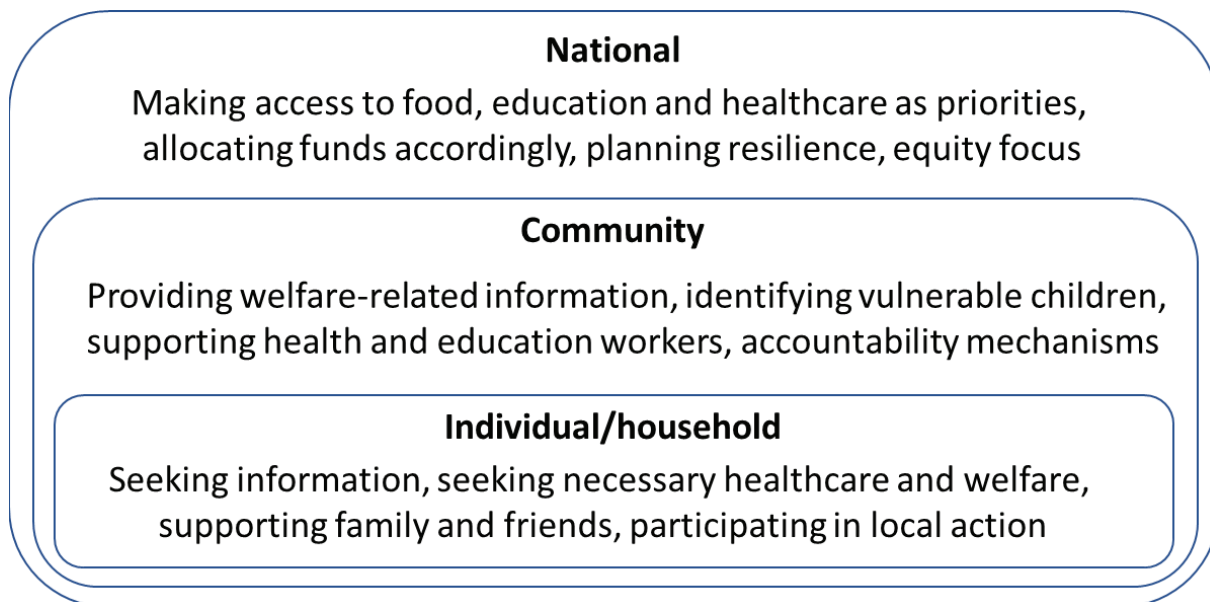 National
Making access to food, education and healthcare as priorities,
allocating funds accordingly, planning resilience, equity focus
Community
Providing welfare-related information, identifying vulnerable children,
supporting health and education workers, accountability mechanisms
Individual/household
Seeking information, seeking necessary healthcare and welfare,
supporting family and friends, participating in local action